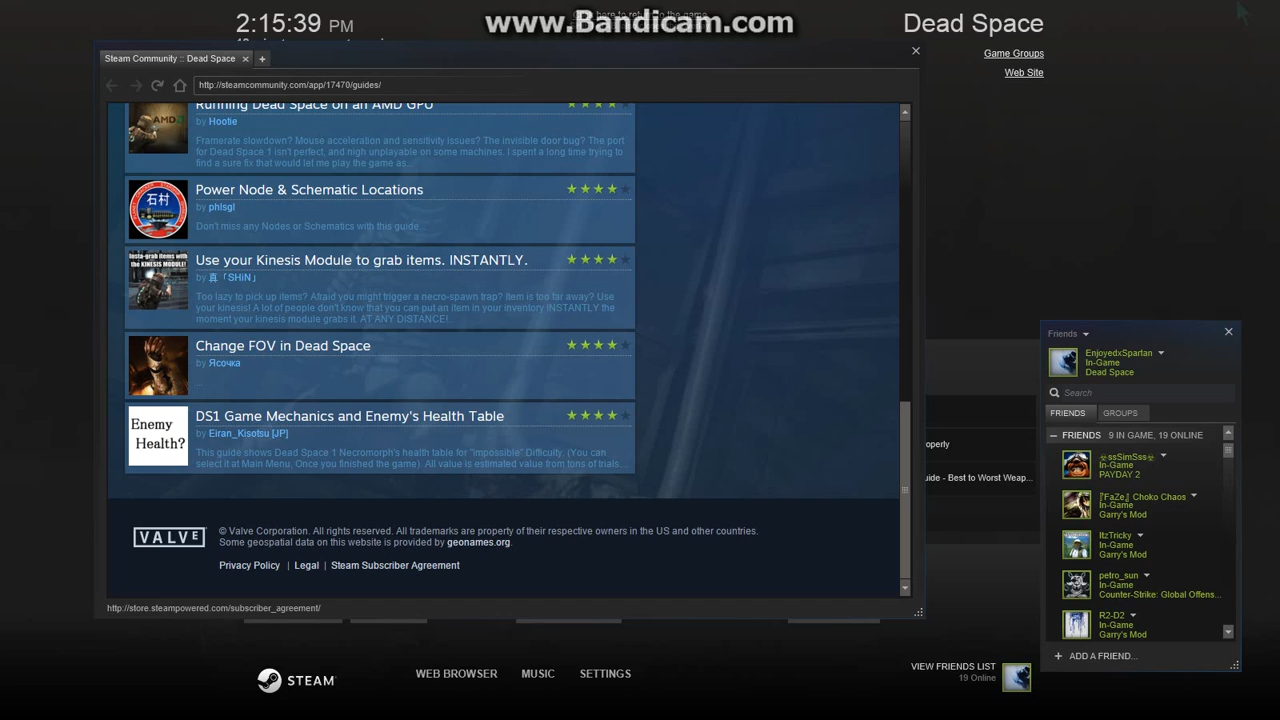 2:15:39 PM
www.Bandicam.com
Dead Space
Game Groups
Web Site
Steam Community :: Dead Space
http://steamcommunity.com/app/17470/guides/
Running Dead Space on an AMD GPU
by Hootie
Framerate slowdown? Mouse acceleration and sensitivity issues? The invisible door bug? The port
for Dead Space 1 isn't perfect, and nigh unplayable on some machines. I spent a long time trying to
find a sure fix that would let me play the game as...
AMD
Power Node & Schematic Locations
by phlsgl
Don't miss any Nodes or Schematics with this guide...
石村
Use your Kinesis Module to grab items. INSTANTLY.
by 真「SHiN」
Too lazy to pick up items? Afraid you might trigger a necro-spawn trap? Item is too far away? Use
your kinesis! A lot of people don't know that you can put an item in your inventory INSTANTLY the
moment your kinesis module grabs it. AT ANY DISTANCE!...
Insta-grab items with
the KINESIS MODULE!
Change FOV in Dead Space
by Ясочка
...
DS1 Game Mechanics and Enemy's Health Table
by Eiran_Kisotsu [JP]
This guide shows Dead Space 1 Necromorph's health table for "Impossible" Difficulty. (You can
select it at Main Menu, Once you finished the game). All value is estimated value from tons of trials...
Enemy
Health?
VALVE
© Valve Corporation. All rights reserved. All trademarks are property of their respective owners in the US and other countries.
Some geospatial data on this website is provided by geonames.org.
Privacy Policy | Legal | Steam Subscriber Agreement
http://store.steampowered.com/subscriber_agreement/
operly
uide - Best to Worst Weap...
Friends
EnjoyedxSpartan
In-Game
Dead Space
Search
FRIENDS GROUPS
FRIENDS 9 IN GAME, 19 ONLINE
☣ssSimSss☣
In-Game
PAYDAY 2
『FaZe』 Choko Chaos
In-Game
Garry's Mod
ItzTricky
In-Game
Garry's Mod
petro_sun
In-Game
Counter-Strike: Global Offens...
R2-D2
In-Game
Garry's Mod
+ ADD A FRIEND...
STEAM
WEB BROWSER MUSIC SETTINGS
VIEW FRIENDS LIST
19 Online